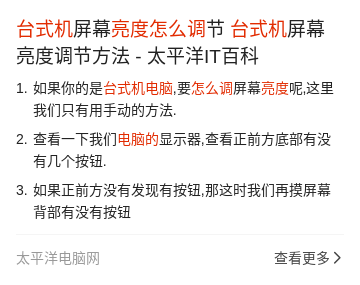 台式机屏幕亮度怎么调节 台式机屏幕
亮度调节方法 - 太平洋IT百科
1. 如果你的是台式机电脑,要怎么调屏幕亮度呢,这里
我们只有用手动的方法.
2. 查看一下我们电脑的显示器,查看正前方底部有没
有几个按钮.
3. 如果正前方没有发现有按钮,那这时我们再摸屏幕
背部有没有按钮
太平洋电脑网 查看更多